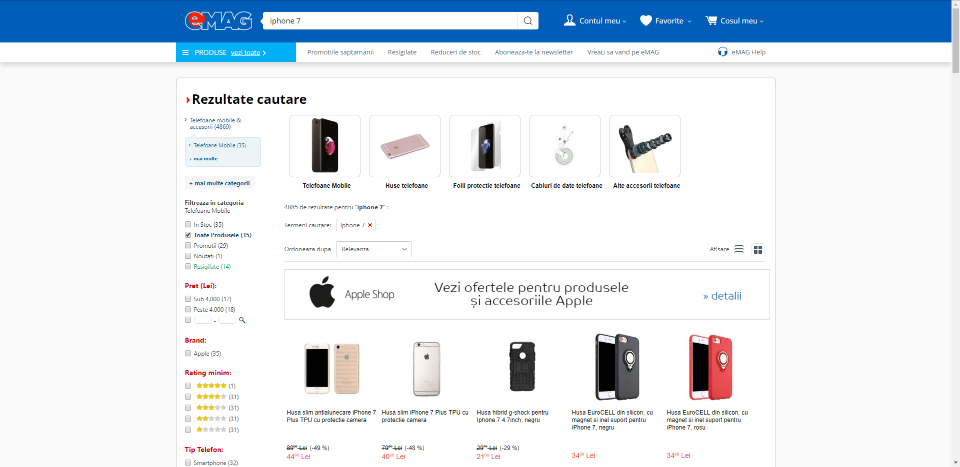 eMAG
iphone 7
Contul meu
Favorite
Cosul meu
PRODUSE vezi toate
Promotiile saptamanii
Resigilate
Reduceri de stoc
Aboneaza-te la newsletter
Vreau sa vand pe eMAG
eMAG Help
Rezultate cautare
Telefoane mobile &
accesorii (4869)
Telefoane Mobile (35)
+ mai multe
+ mai multe categorii
Telefoane Mobile
Huse telefoane
Folii protectie telefoane
Cabluri de date telefoane
Alte accesorii telefoane
4885 de rezultate pentru "iphone 7" :
Termeni cautare: iphone 7
Ordoneaza dupa Relevanta
Afisare
Filtreaza in categoria
Telefoane Mobile
In Stoc (35)
Toate Produsele (35)
Promotii (29)
Noutati (1)
Resigilate (14)
Pret (Lei):
Sub 4.000 (17)
Peste 4.000 (18)
-
Brand:
Apple (35)
Rating minim:
(1)
(31)
(31)
(31)
(31)
Tip Telefon:
Smartphone (32)
Apple Shop
Vezi ofertele pentru produsele
și accesoriile Apple
» detalii
Husa slim antialunecare iPhone 7
Plus TPU cu protectie camera
89⁹⁹ Lei (-49 %)
44⁹⁹ Lei
Husa slim iPhone 7 Plus TPU cu
protectie camera
79⁰⁰ Lei (-48 %)
40⁹⁹ Lei
Husa hibrid g-shock pentru
Iphone 7 4.7inch, negru
29⁹⁹ Lei (-29 %)
21⁰⁰ Lei
Husa EuroCELL din silicon, cu
magnet si inel suport pentru
iPhone 7, negru
34⁹⁹ Lei
Husa EuroCELL din silicon, cu
magnet si inel suport pentru
iPhone 7, rosu
34⁹⁹ Lei